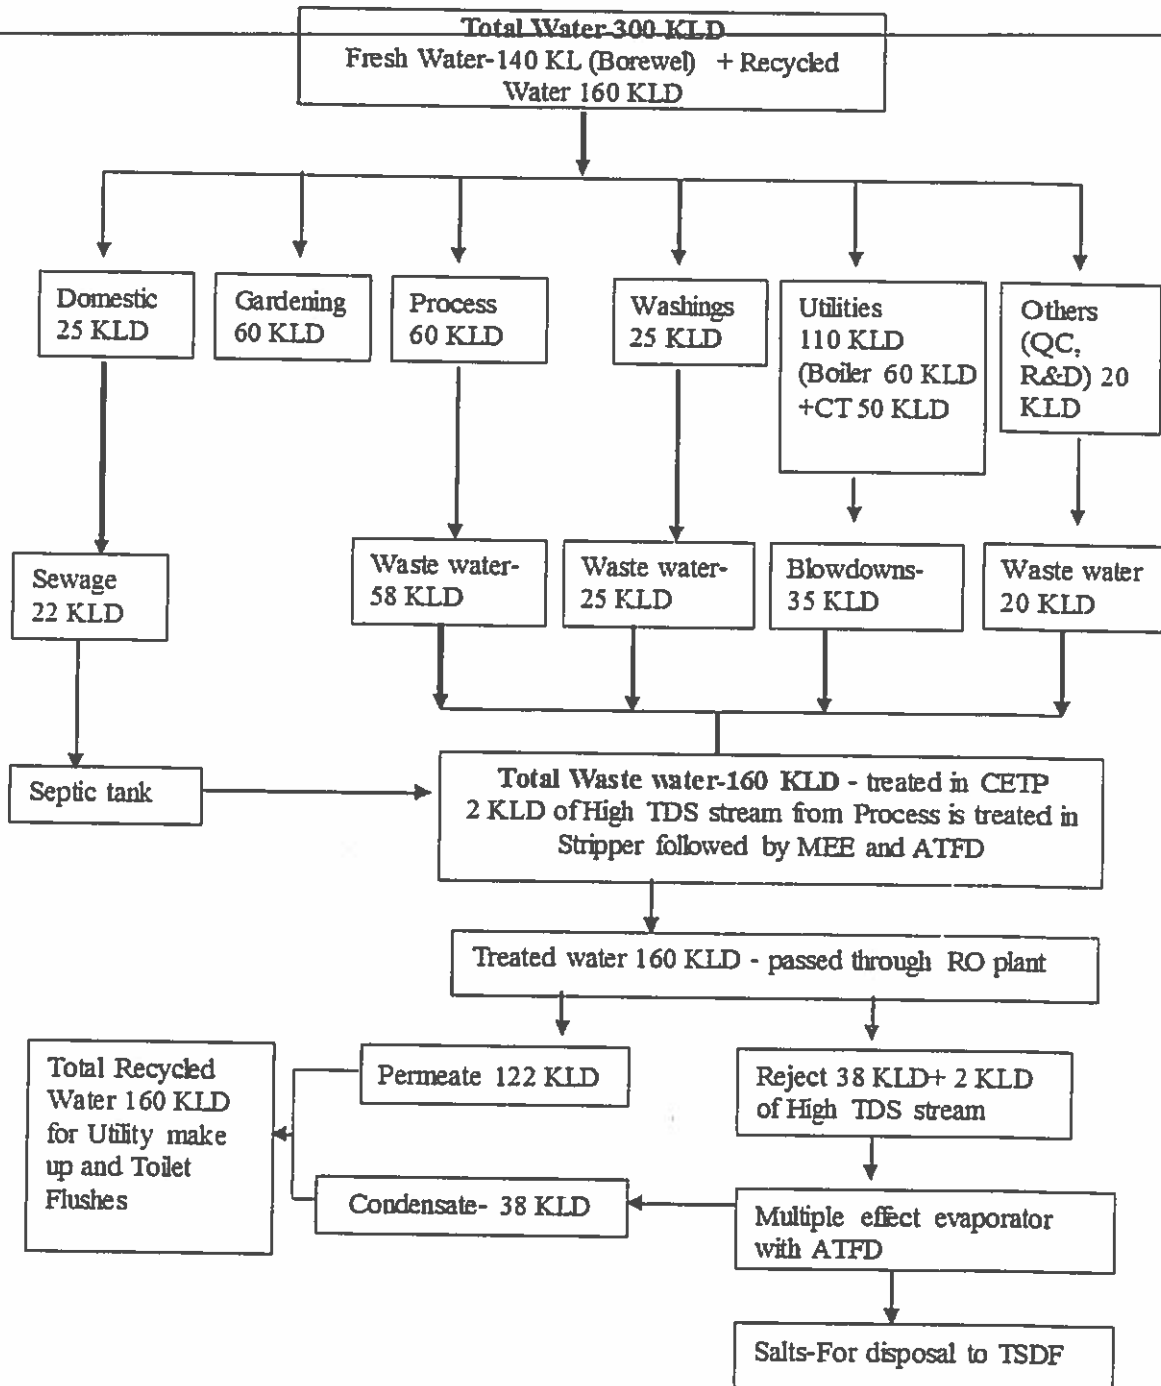 Total Water-300 KLD
Fresh Water-140 KL (Borewel) + Recycled
Water 160 KLD
Domestic
25 KLD
Gardening
60 KLD
Process
60 KLD
Washings
25 KLD
Utilities
110 KLD
(Boiler 60 KLD
+CT 50 KLD
Others
(QC,
R&D) 20
KLD
Sewage
22 KLD
Waste water-
58 KLD
Waste water-
25 KLD
Blowdowns-
35 KLD
Waste water
20 KLD
Septic tank
Total Waste water-160 KLD - treated in CETP
2 KLD of High TDS stream from Process is treated in
Stripper followed by MEE and ATFD
Treated water 160 KLD - passed through RO plant
Total Recycled
Water 160 KLD
for Utility make
up and Toilet
Flushes
Permeate 122 KLD
Reject 38 KLD+ 2 KLD
of High TDS stream
Condensate- 38 KLD
Multiple effect evaporator
with ATFD
Salts-For disposal to TSDF